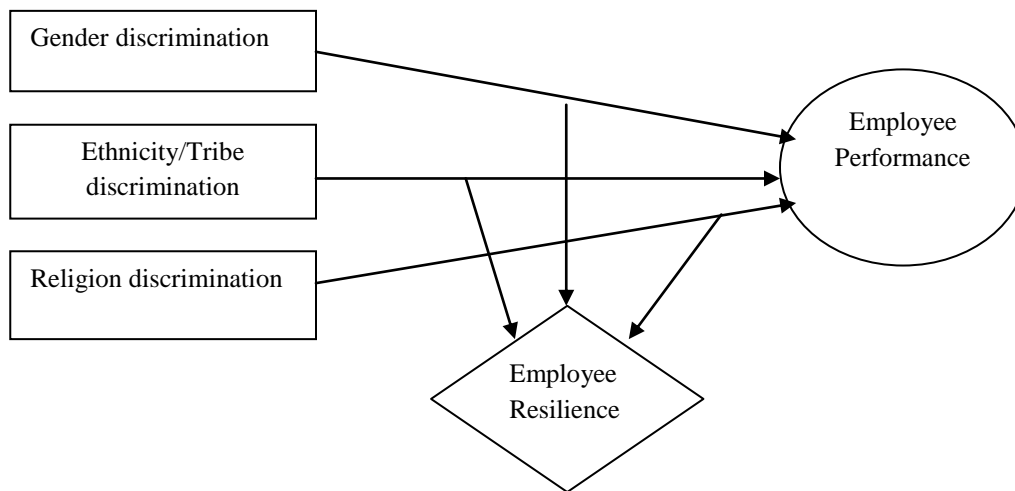 Gender discrimination
Ethnicity/Tribe
discrimination
Religion discrimination
Employee
Performance
Employee
Resilience